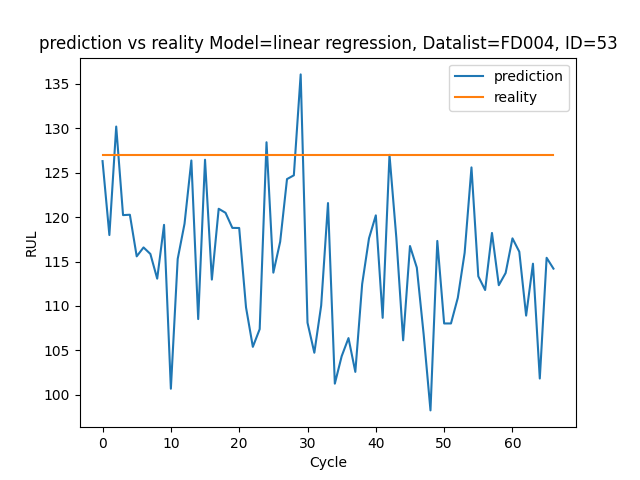 prediction vs reality Model=linear regression, Datalist=FD004, ID=53
prediction
reality
135
130
125
120
115
110
105
100
RUL
0 10 20 30 40 50 60
Cycle